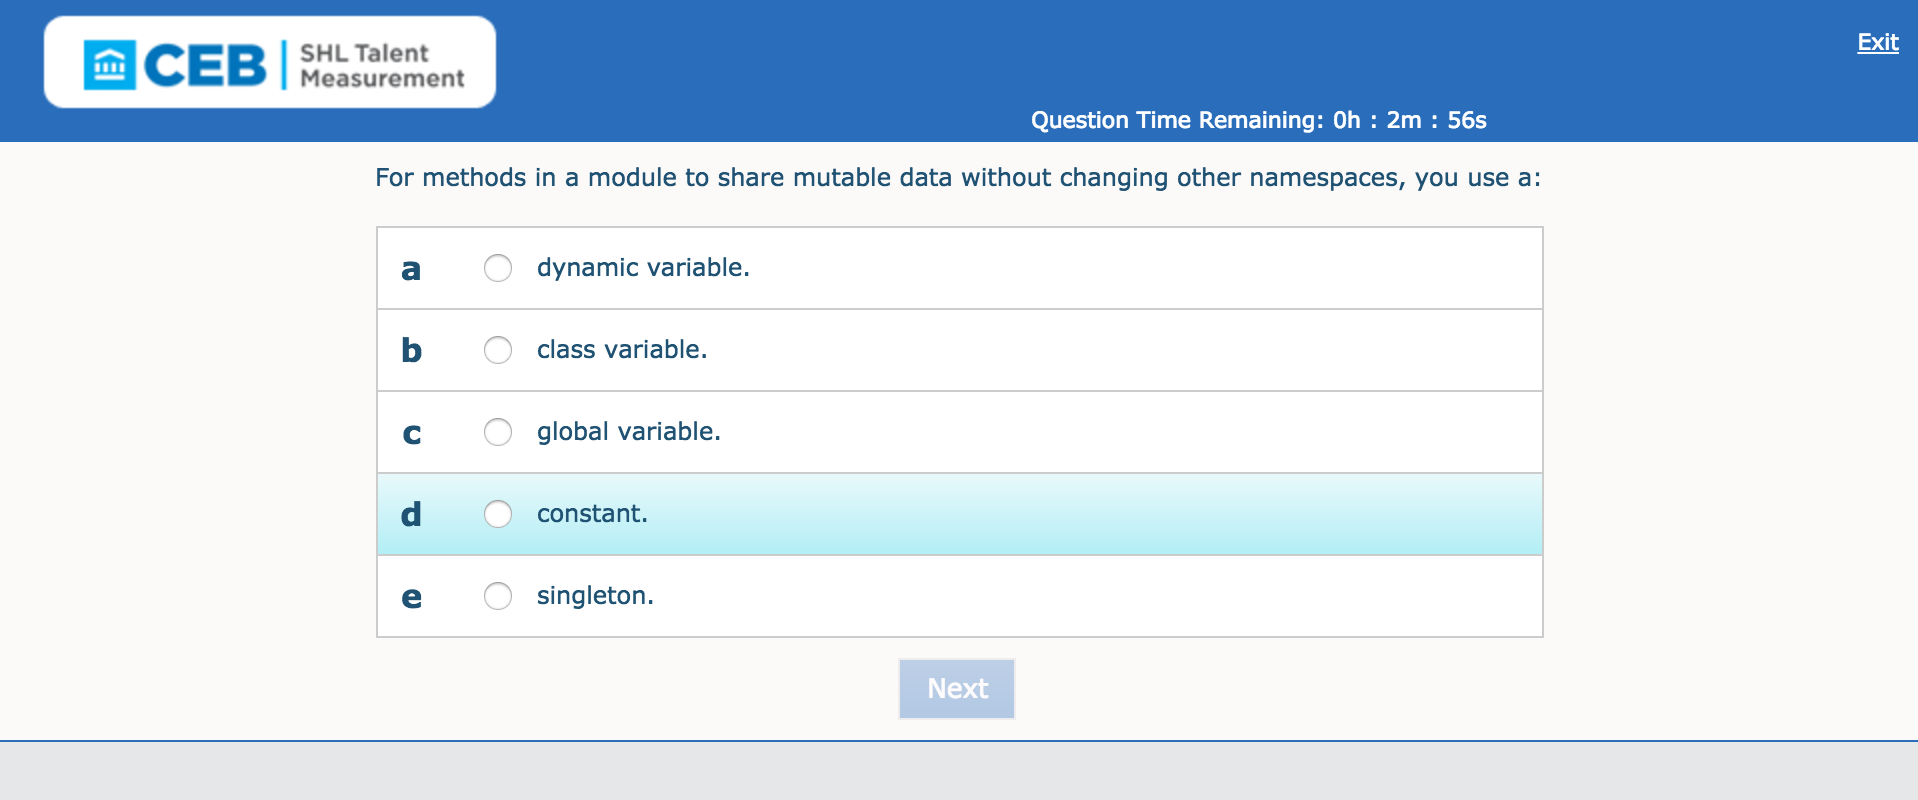 CEB
SHL Talent
Measurement
Exit
Question Time Remaining: 0h : 2m : 56s
For methods in a module to share mutable data without changing other namespaces, you use a:
a dynamic variable.
b class variable.
c global variable.
d constant.
e singleton.
Next